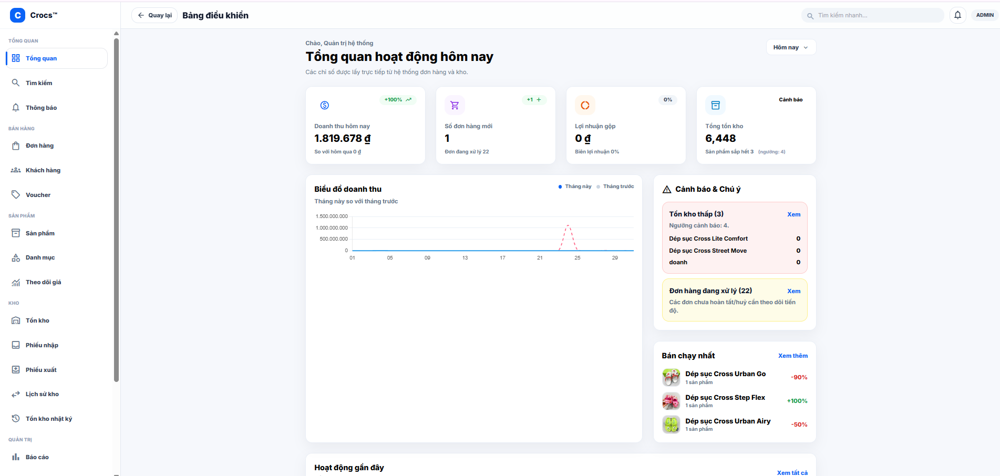 C Crocs™
TỔNG QUAN
Tổng quan
Tìm kiếm
Thông báo
BÁN HÀNG
Đơn hàng
Khách hàng
Voucher
SẢN PHẨM
Sản phẩm
Danh mục
Theo dõi giá
KHO
Tồn kho
Phiếu nhập
Phiếu xuất
Lịch sử kho
Tồn kho nhật ký
QUẢN TRỊ
Báo cáo
Quay lại
Bảng điều khiển
Tìm kiếm nhanh...
ADMIN
Chào, Quản trị hệ thống
Tổng quan hoạt động hôm nay
Các chỉ số được lấy trực tiếp từ hệ thống đơn hàng và kho.
Hôm nay
+100%
Doanh thu hôm nay
1.819.678 ₫
So với hôm qua 0 ₫
+1
Số đơn hàng mới
1
Đơn đang xử lý 22
0%
Lợi nhuận gộp
0 ₫
Biên lợi nhuận 0%
Cảnh báo
Tổng tồn kho
6,448
Sản phẩm sắp hết 3 (ngưỡng: 4)
Biểu đồ doanh thu
Tháng này Tháng trước
Tháng này so với tháng trước
1.500.000.000
1.000.000.000
500.000.000
0
01 05 09 13 17 21 25 29
Cảnh báo & Chú ý
Tồn kho thấp (3) Xem
Ngưỡng cảnh báo: 4.
Dép sục Cross Lite Comfort 0
Dép sục Cross Street Move 0
doanh 0
Đơn hàng đang xử lý (22) Xem
Các đơn chưa hoàn tất/huỷ cần theo dõi tiến
độ.
Bán chạy nhất Xem thêm
Dép sục Cross Urban Go
1 sản phẩm
-90%
Dép sục Cross Step Flex
1 sản phẩm
+100%
Dép sục Cross Urban Airy
1 sản phẩm
-50%
Hoạt động gần đây
Xem tất cả